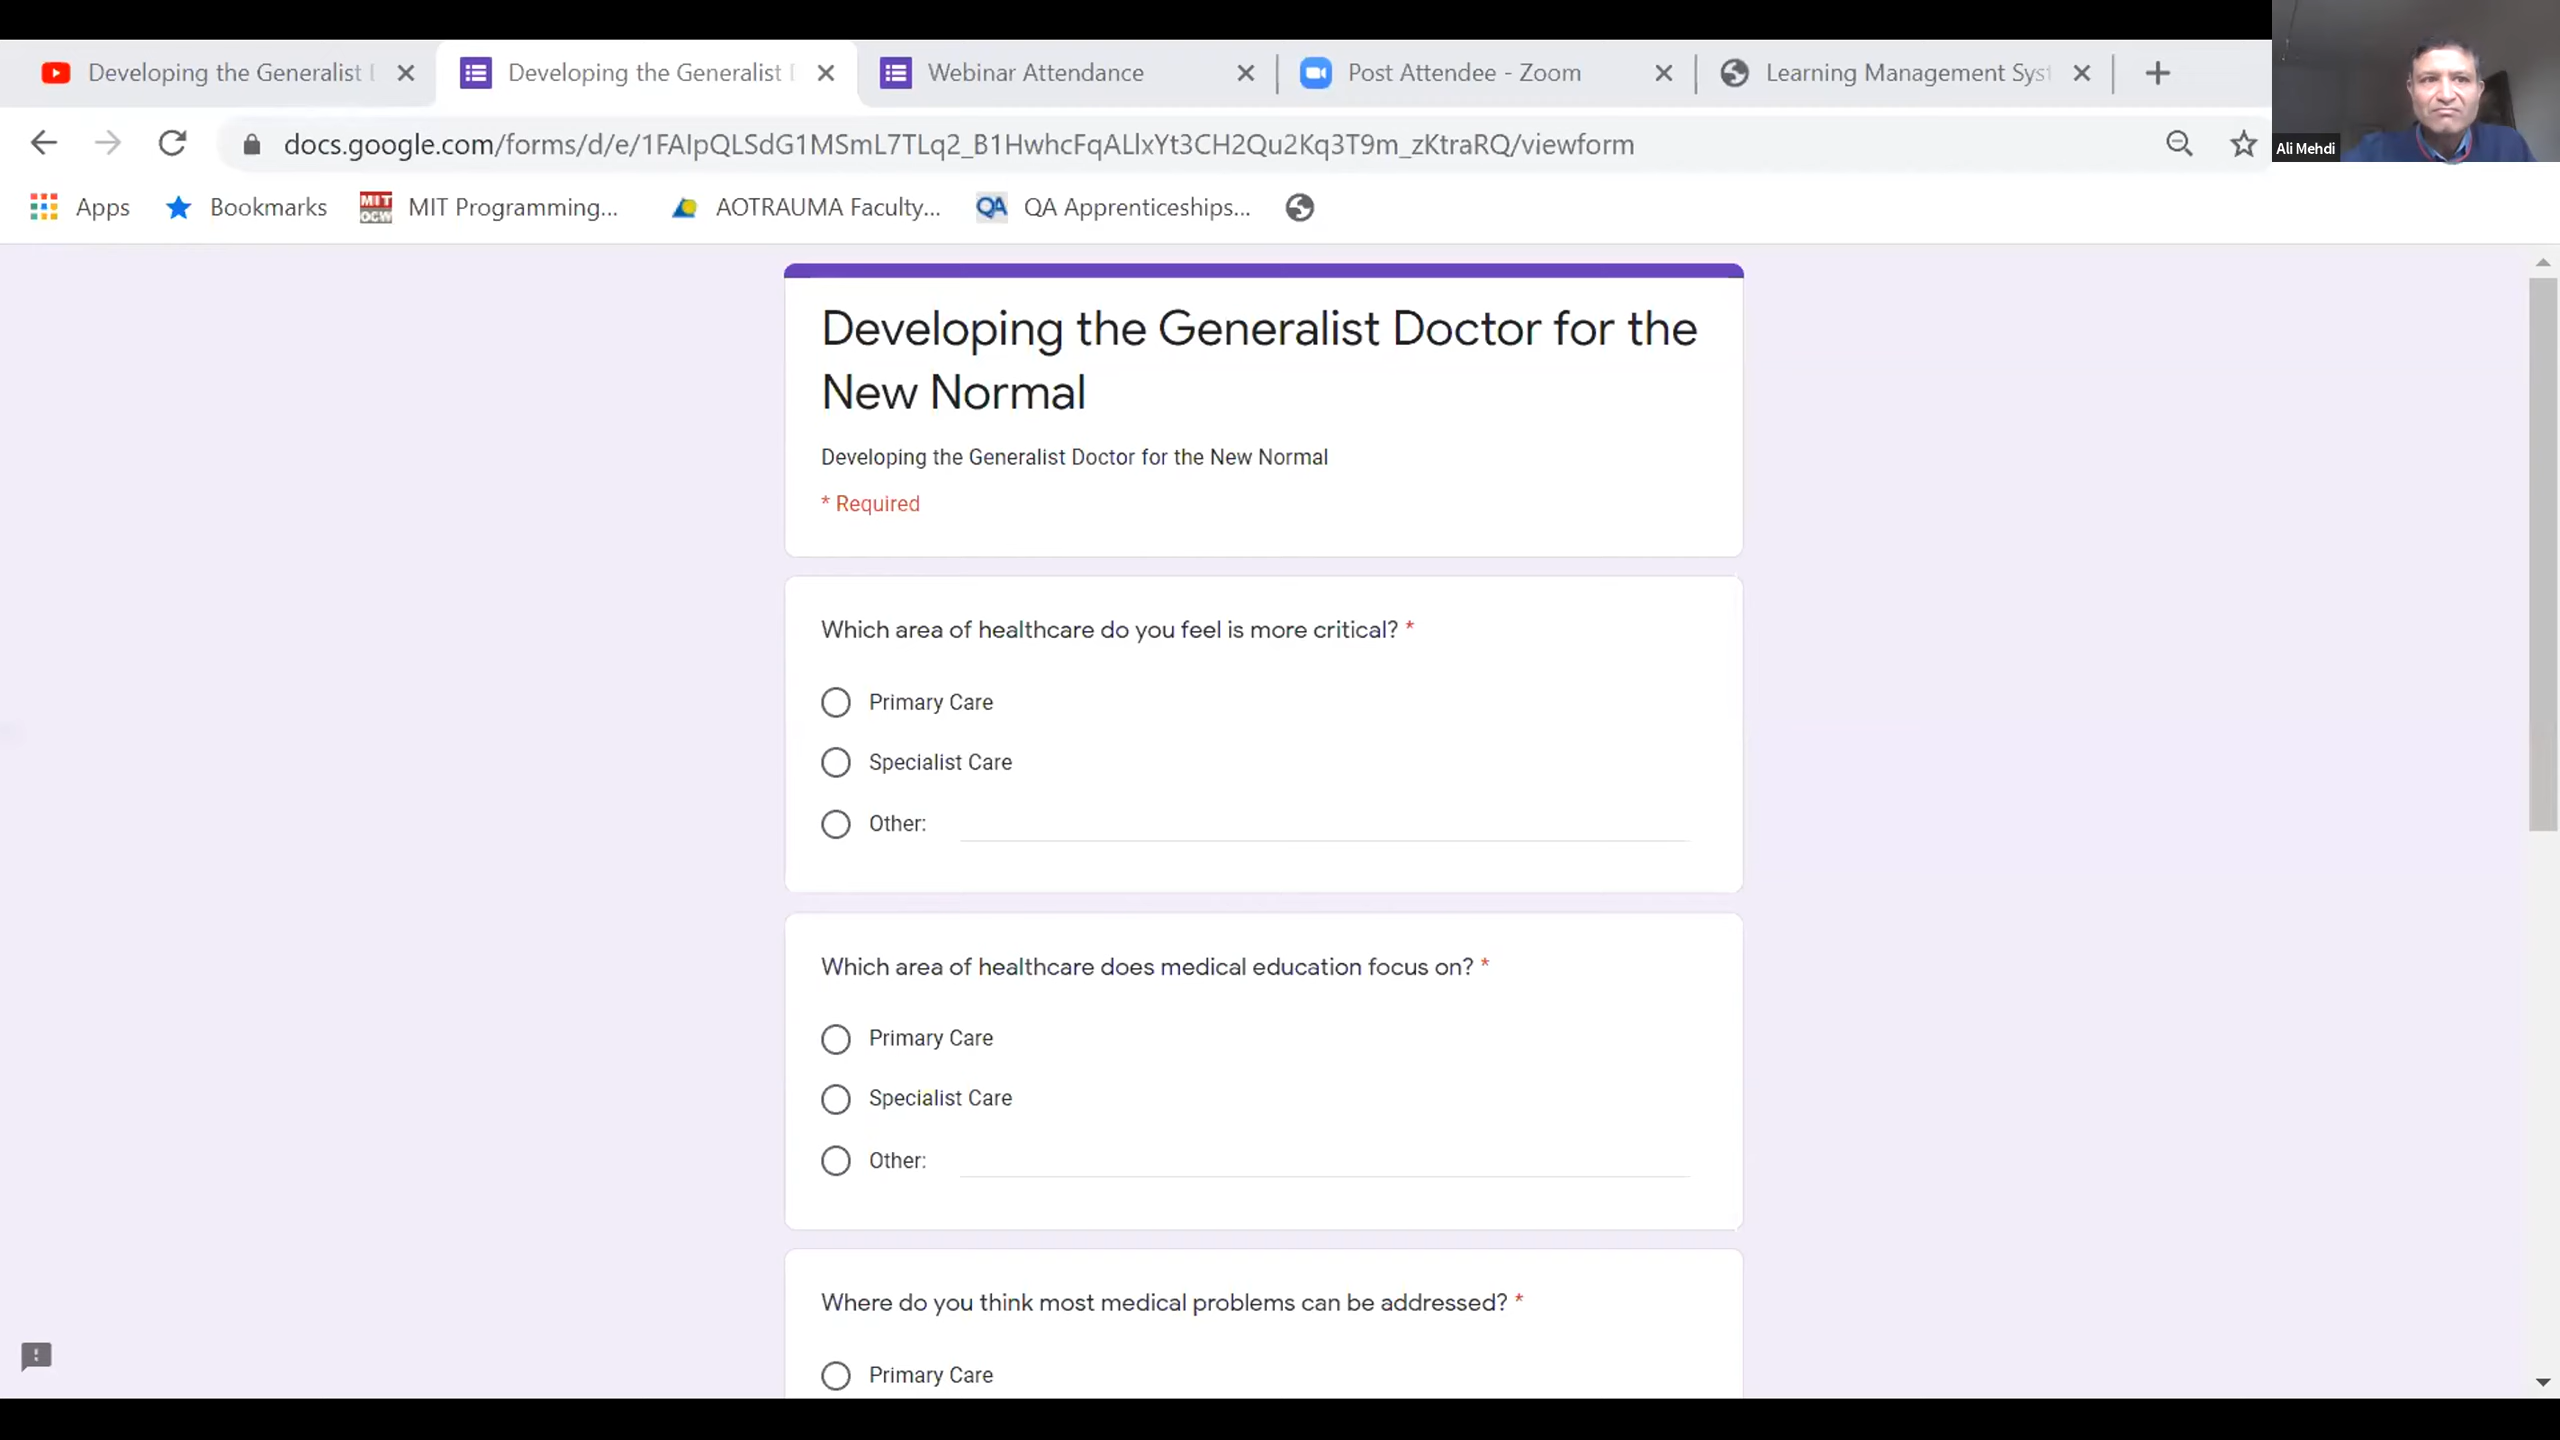 Developing the Generalist
Developing the Generalist
Webinar Attendance
Post Attendee - Zoom
Learning Management Syst
docs.google.com/forms/d/e/1FAIpQLSdG1MSmL7TLq2_B1HwhcFqALlxYt3CH2Qu2Kq3T9m_zKtraRQ/viewform
Ali Mehdi
Apps
Bookmarks
MIT OCW
MIT Programming...
AOTRAUMA Faculty...
QA
QA Apprenticeships...
Developing the Generalist Doctor for the
New Normal
Developing the Generalist Doctor for the New Normal
* Required
Which area of healthcare do you feel is more critical? *
Primary Care
Specialist Care
Other:
Which area of healthcare does medical education focus on? *
Primary Care
Specialist Care
Other:
Where do you think most medical problems can be addressed? *
Primary Care